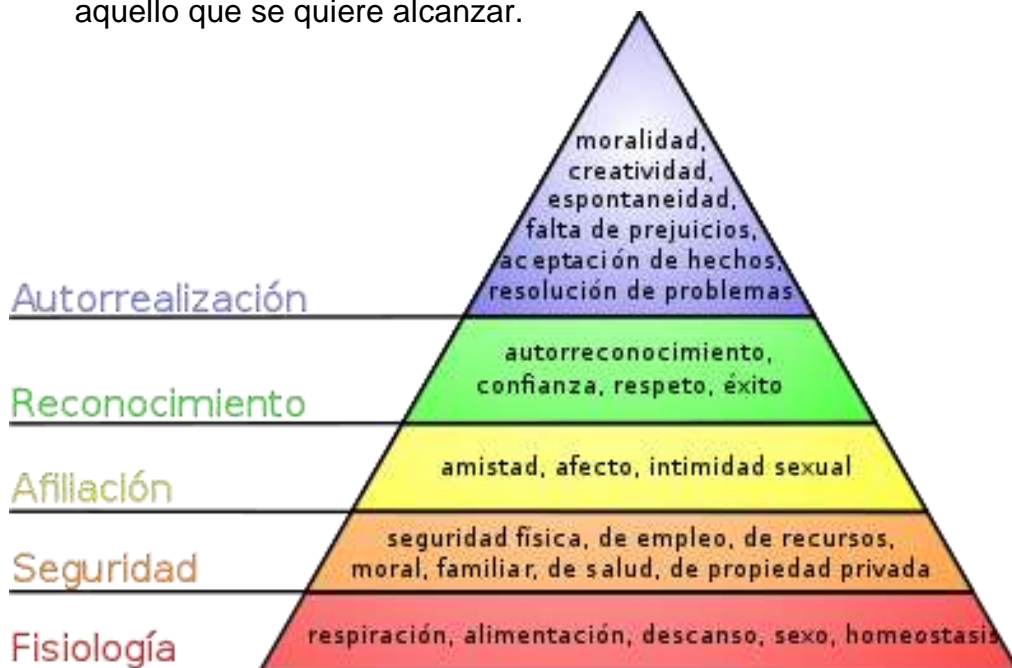 aquello que se quiere alcanzar.
moralidad,
creatividad,
espontaneidad,
falta de prejuicios,
aceptación de hechos,
resolución de problemas
Autorrealización
autorreconocimiento,
confianza, respeto, éxito
Reconocimiento
amistad, afecto, intimidad sexual
Afiliación
seguridad física, de empleo, de recursos,
moral, familiar, de salud, de propiedad privada
Seguridad
respiración, alimentación, descanso, sexo, homeostasis
Fisiología